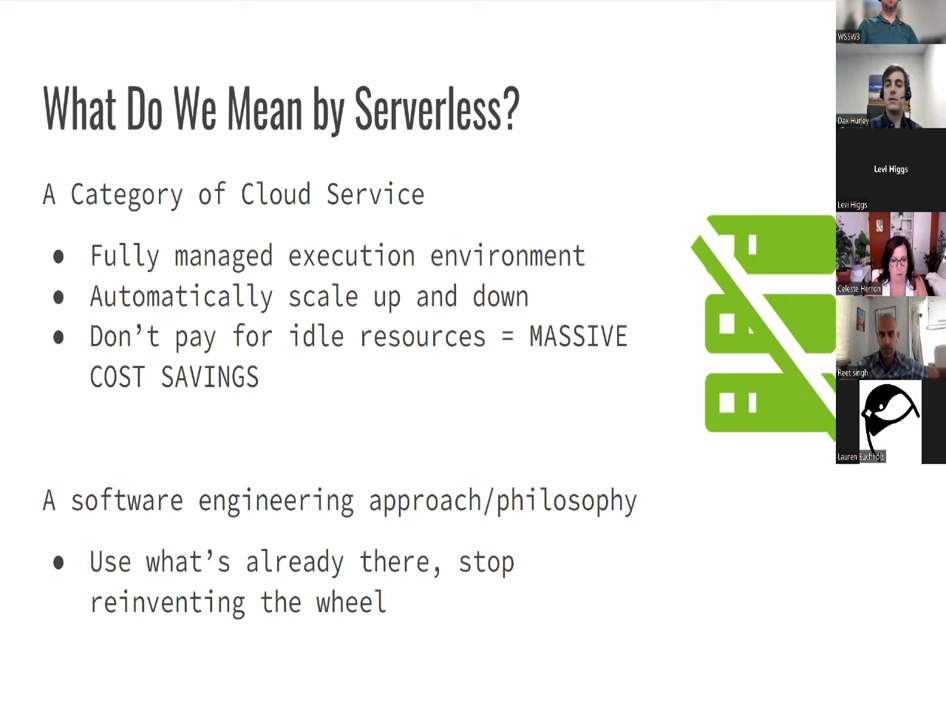 What Do We Mean by Serverless?
A Category of Cloud Service
● Fully managed execution environment
● Automatically scale up and down
● Don't pay for idle resources = MASSIVE
COST SAVINGS
A software engineering approach/philosophy
● Use what's already there, stop
reinventing the wheel
WSSW3
Dax Hurley
Levi Higgs
Levi Higgs
Celeste Herron
Reet singh
Lauren Buchholz